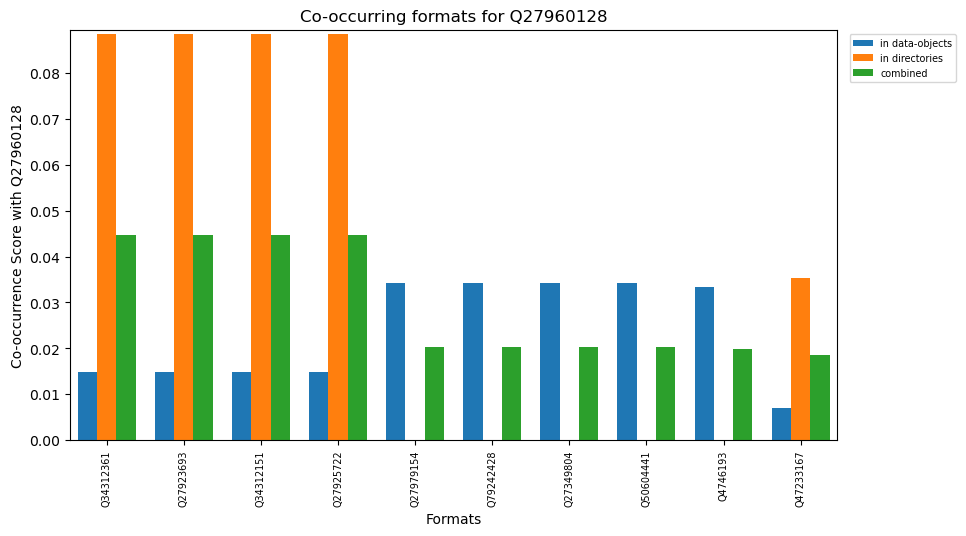 Co-occurring formats for Q27960128
in data-objects
in directories
combined
Co-occurrence Score with Q27960128
0.08
0.07
0.06
0.05
0.04
0.03
0.02
0.01
0.00
Q34312361
Q27923693
Q34312151
Q27925722
Q27979154
Q79242428
Q27349804
Q50604441
Q4746193
Q47233167
Formats